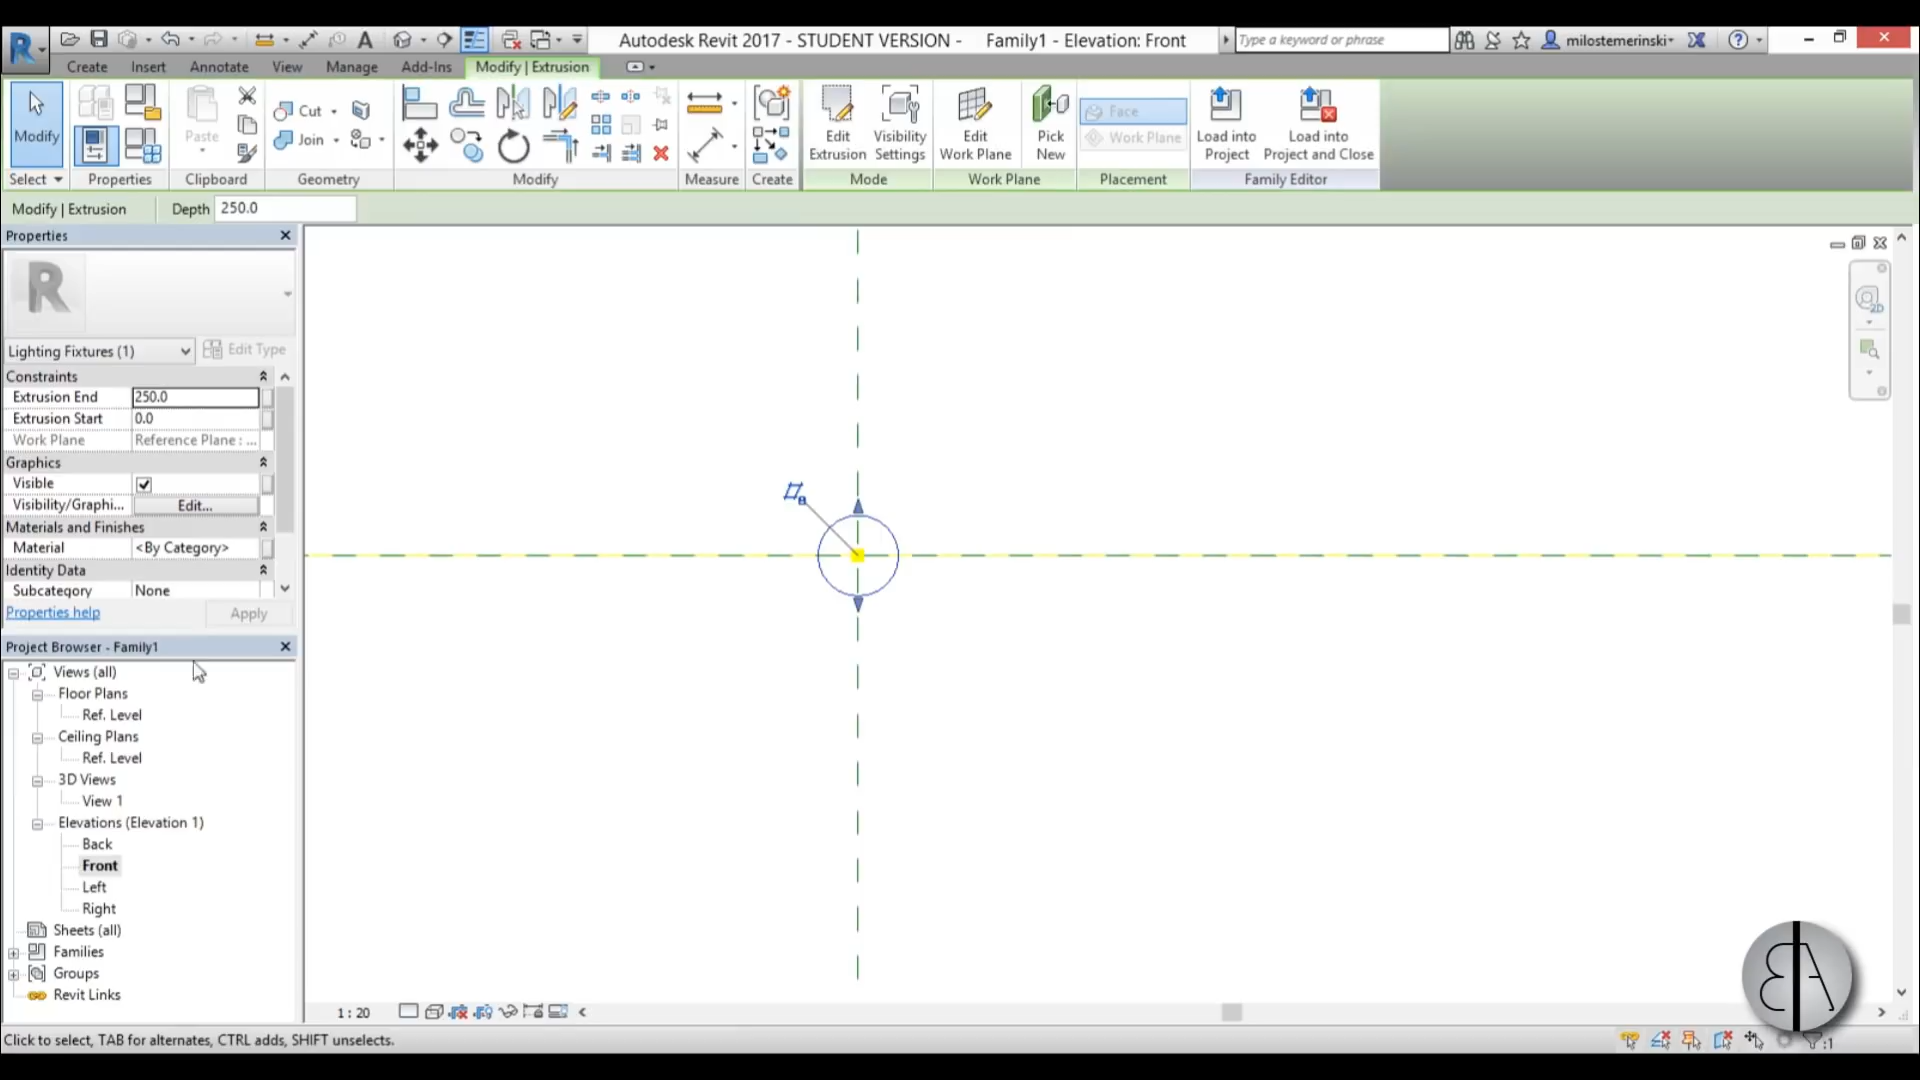 Autodesk Revit 2017 - STUDENT VERSION - Family1 - Elevation: Front
Type a keyword or phrase
milostemerinski
Create Insert Annotate View Manage Add-Ins Modify | Extrusion
Modify
Paste
Cut
Join
Edit Extrusion
Visibility Settings
Edit Work Plane
Pick New
Face
Work Plane
Load into Project
Load into Project and Close
Select Properties Clipboard Geometry Modify Measure Create Mode Work Plane Placement Family Editor
Modify | Extrusion Depth 250.0
Properties
Lighting Fixtures (1) Edit Type
Constraints
Extrusion End 250.0
Extrusion Start 0.0
Work Plane Reference Plane : ...
Graphics
Visible
Visibility/Graphi... Edit...
Materials and Finishes
Material <By Category>
Identity Data
Subcategory None
Properties help Apply
Project Browser - Family1
Views (all)
Floor Plans
Ref. Level
Ceiling Plans
Ref. Level
3D Views
View 1
Elevations (Elevation 1)
Back
Front
Left
Right
Sheets (all)
Families
Groups
Revit Links
2D
1 : 20
Click to select, TAB for alternates, CTRL adds, SHIFT unselects.
:1